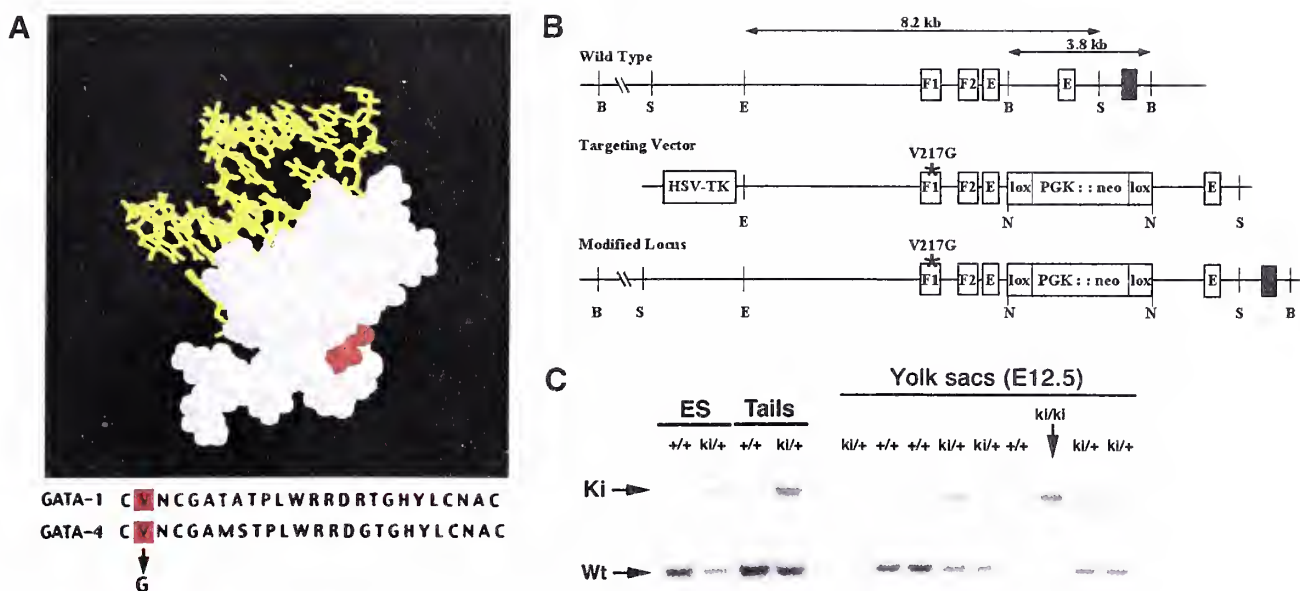 A
GATA-1 C V N C G A T A T P L W R R D R T G H Y L C N A C
GATA-4 C V N C G A M S T P L W R R D G T G H Y L C N A C
G
B
8.2 kb
3.8 kb
Wild Type
F1 F2 E E
B S E B S B
Targeting Vector
V217G
*
HSV-TK F1 F2 E lox PGK : : neo lox E
E N N S
Modified Locus
V217G
*
F1 F2 E lox PGK : : neo lox E
B S E N N S B
C
Yolk sacs (E12.5)
ES Tails
ki/ki
+/+ ki/+ +/+ ki/+ ki/+ +/+ +/+ ki/+ ki/+ +/+ ki/+ ki/+
Ki
Wt